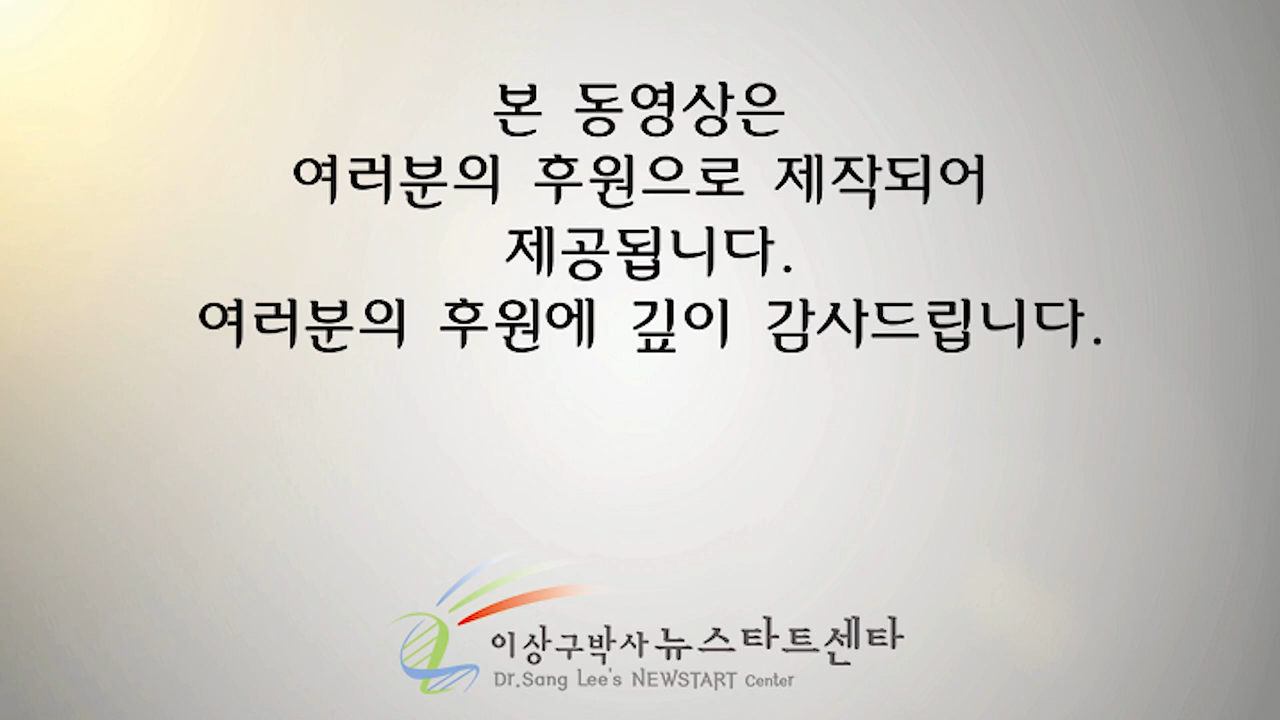 본 동영상은
여러분의 후원으로 제작되어
제공됩니다.
여러분의 후원에 깊이 감사드립니다.
이상구박사뉴스타트센타
Dr.Sang Lee's NEWSTART Center